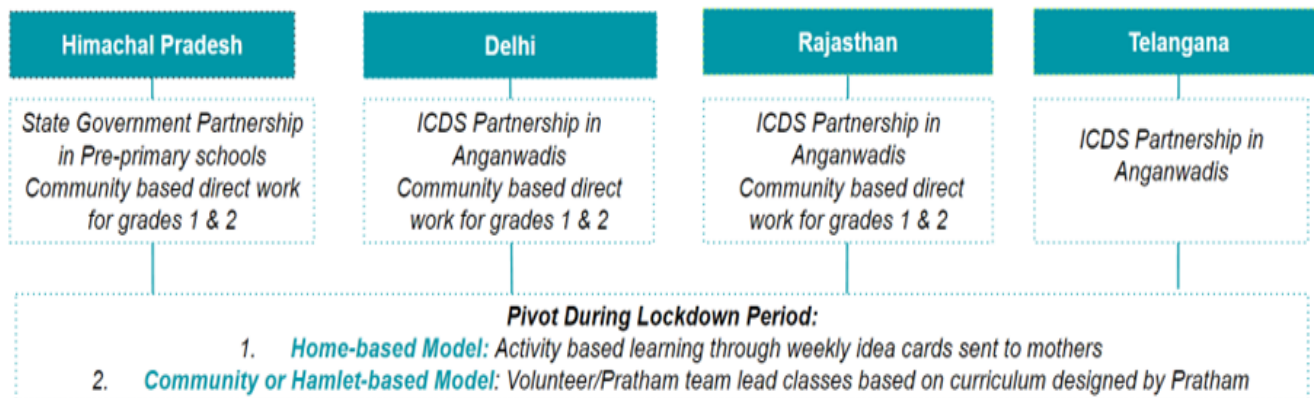 Himachal Pradesh
State Government Partnership
in Pre-primary schools
Community based direct work
for grades 1 & 2
Delhi
ICDS Partnership in
Anganwadis
Community based direct
work for grades 1 & 2
Rajasthan
ICDS Partnership in
Anganwadis
Community based direct
work for grades 1 & 2
Telangana
ICDS Partnership in
Anganwadis
Pivot During Lockdown Period:
1. Home-based Model: Activity based learning through weekly idea cards sent to mothers
2. Community or Hamlet-based Model: Volunteer/Pratham team lead classes based on curriculum designed by Pratham